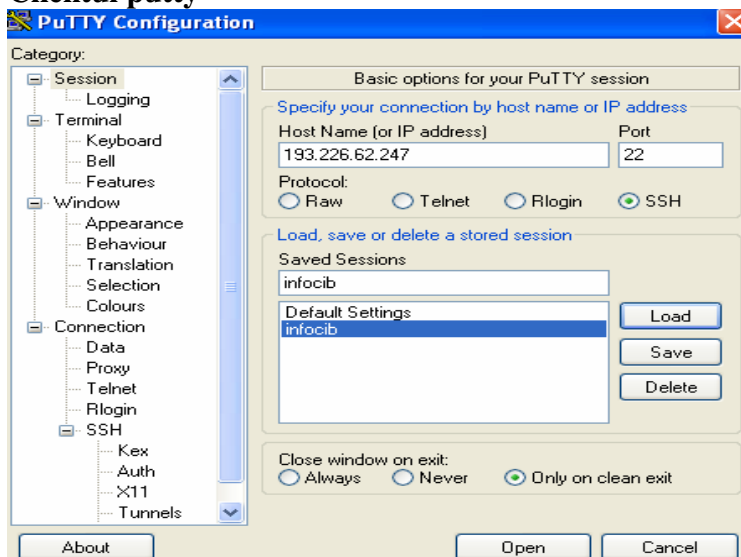 Clientul putty
PuTTY Configuration
Category:
Session
Logging
Terminal
Keyboard
Bell
Features
Window
Appearance
Behaviour
Translation
Selection
Colours
Connection
Data
Proxy
Telnet
Rlogin
SSH
Kex
Auth
X11
Tunnels
Basic options for your PuTTY session
Specify your connection by host name or IP address
Host Name (or IP address) Port
193.226.62.247 22
Protocol:
Raw Telnet Rlogin SSH
Load, save or delete a stored session
Saved Sessions
infocib
Default Settings
infocib
Load
Save
Delete
Close window on exit:
Always Never Only on clean exit
About Open Cancel